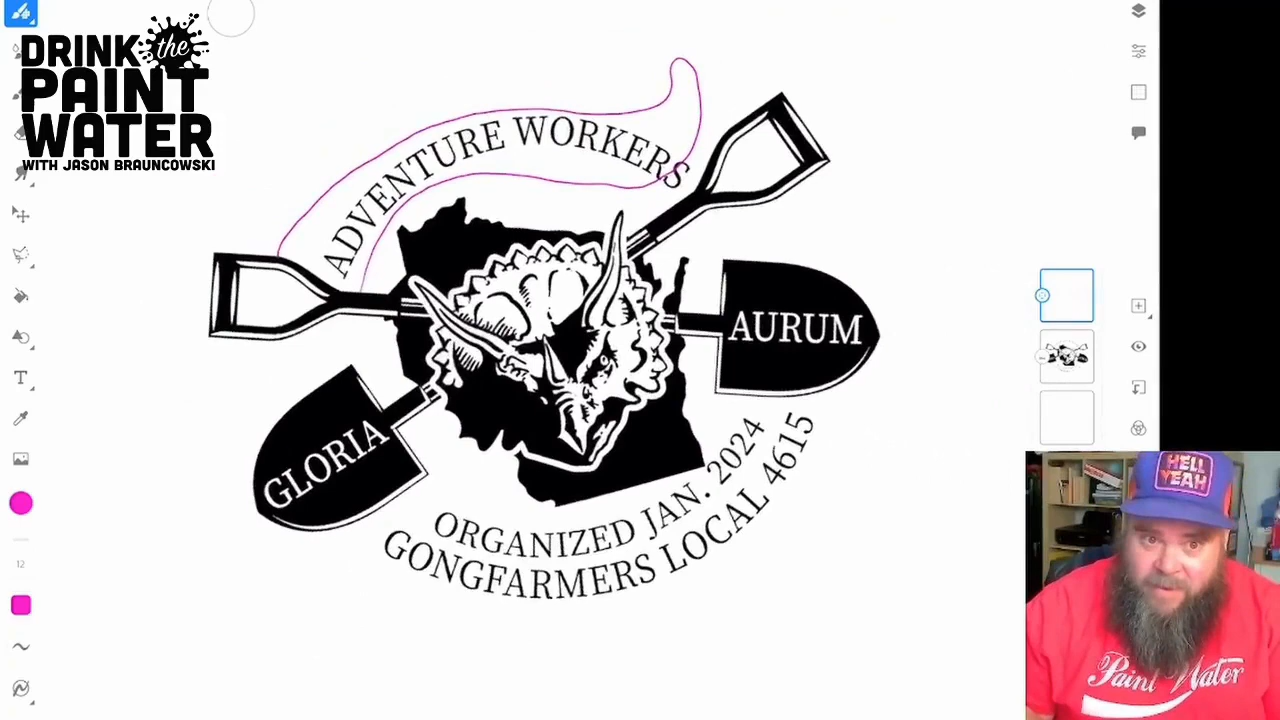 DRINK the
PAINT
WATER
WITH JASON BRAUNCOWSKI
ADVENTURE WORKERS
AURUM
GLORIA
ORGANIZED JAN. 2024
GONGFARMERS LOCAL 4615
T
12
HELL
YEAH
Paint Water